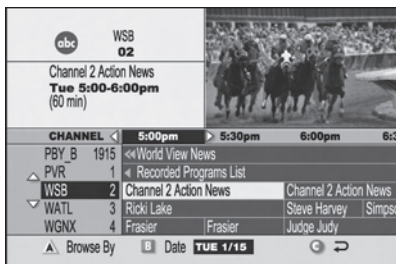 abc
WSB
02
Channel 2 Action News
Tue 5:00-6:00pm
(60 min)
CHANNEL 5:00pm 5:30pm 6:00pm 6:3
PBY_B 1915 World View News
PVR 1 Recorded Programs List
WSB 2 Channel 2 Action News Channel 2 Action News
WATL 3 Ricki Lake Steve Harvey Simpso
WGNX 4 Frasier Frasier Judge Judy
A Browse By B Date TUE 1/15 C